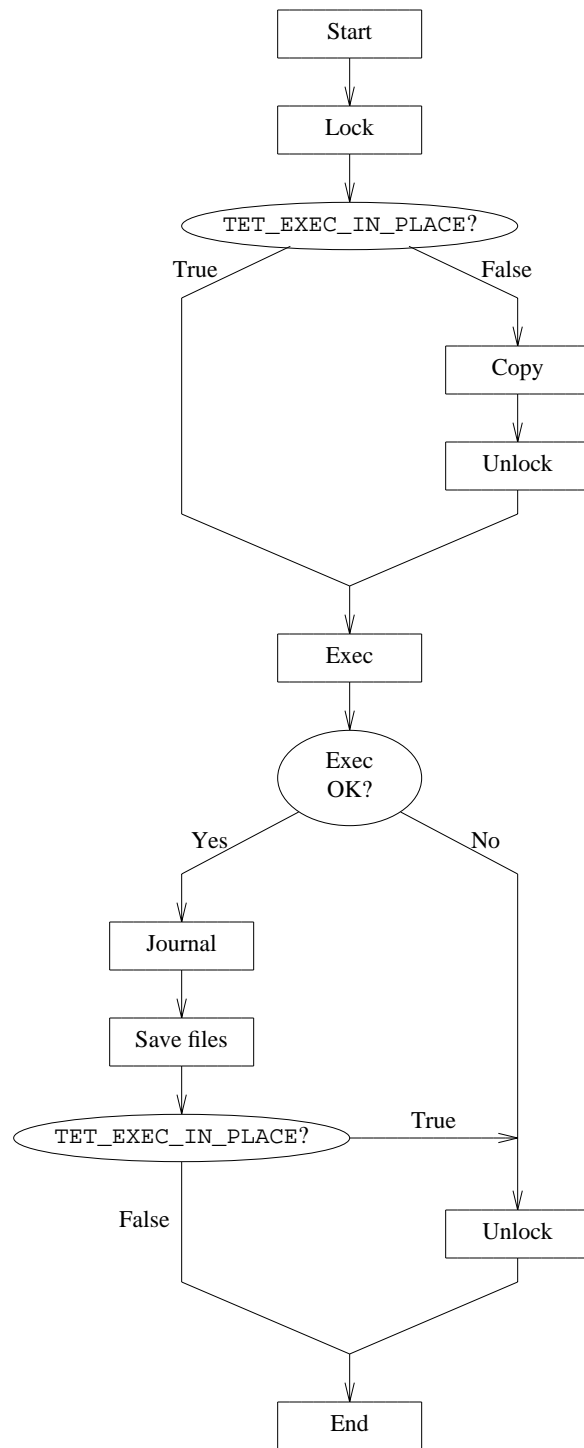 Start
Lock
TET_EXEC_IN_PLACE?
True
False
Copy
Unlock
Exec
Exec
OK?
Yes
No
Journal
Save files
TET_EXEC_IN_PLACE?
True
False
Unlock
End